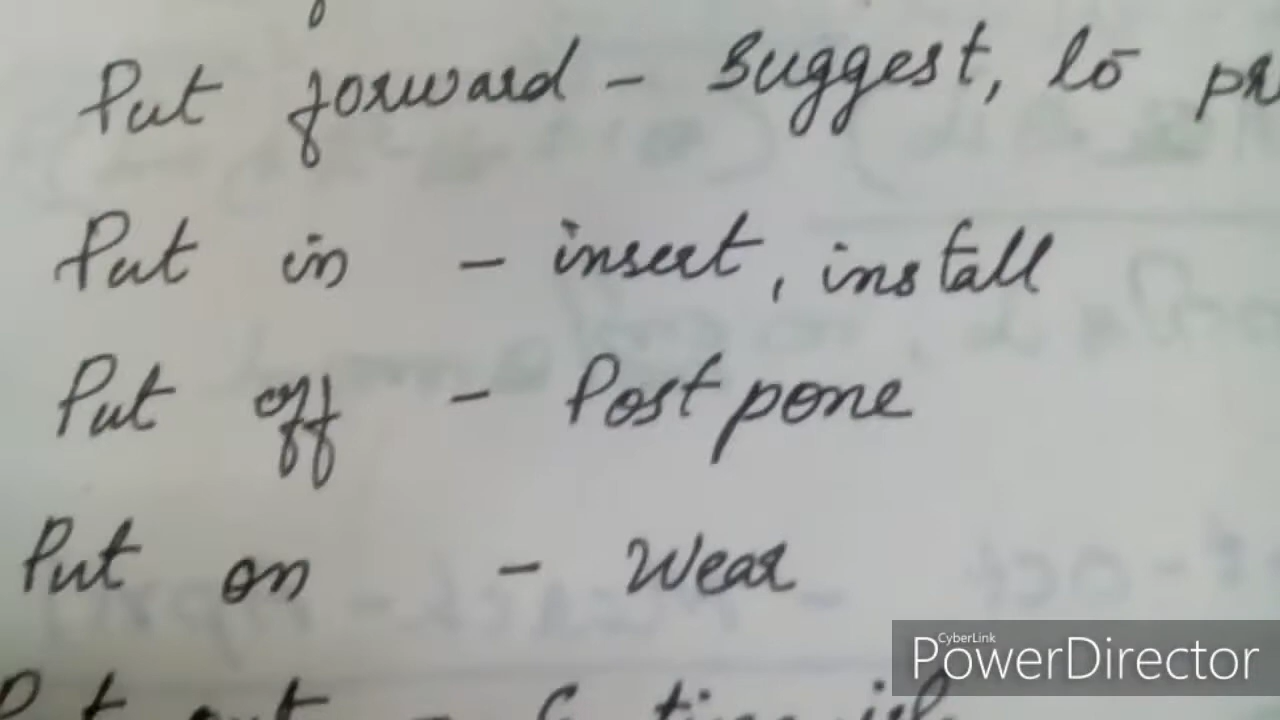 Put forward - Suggest, to
Put in - insert, install
Put off - Postpone
Put on - Wear
CyberLink
PowerDirector